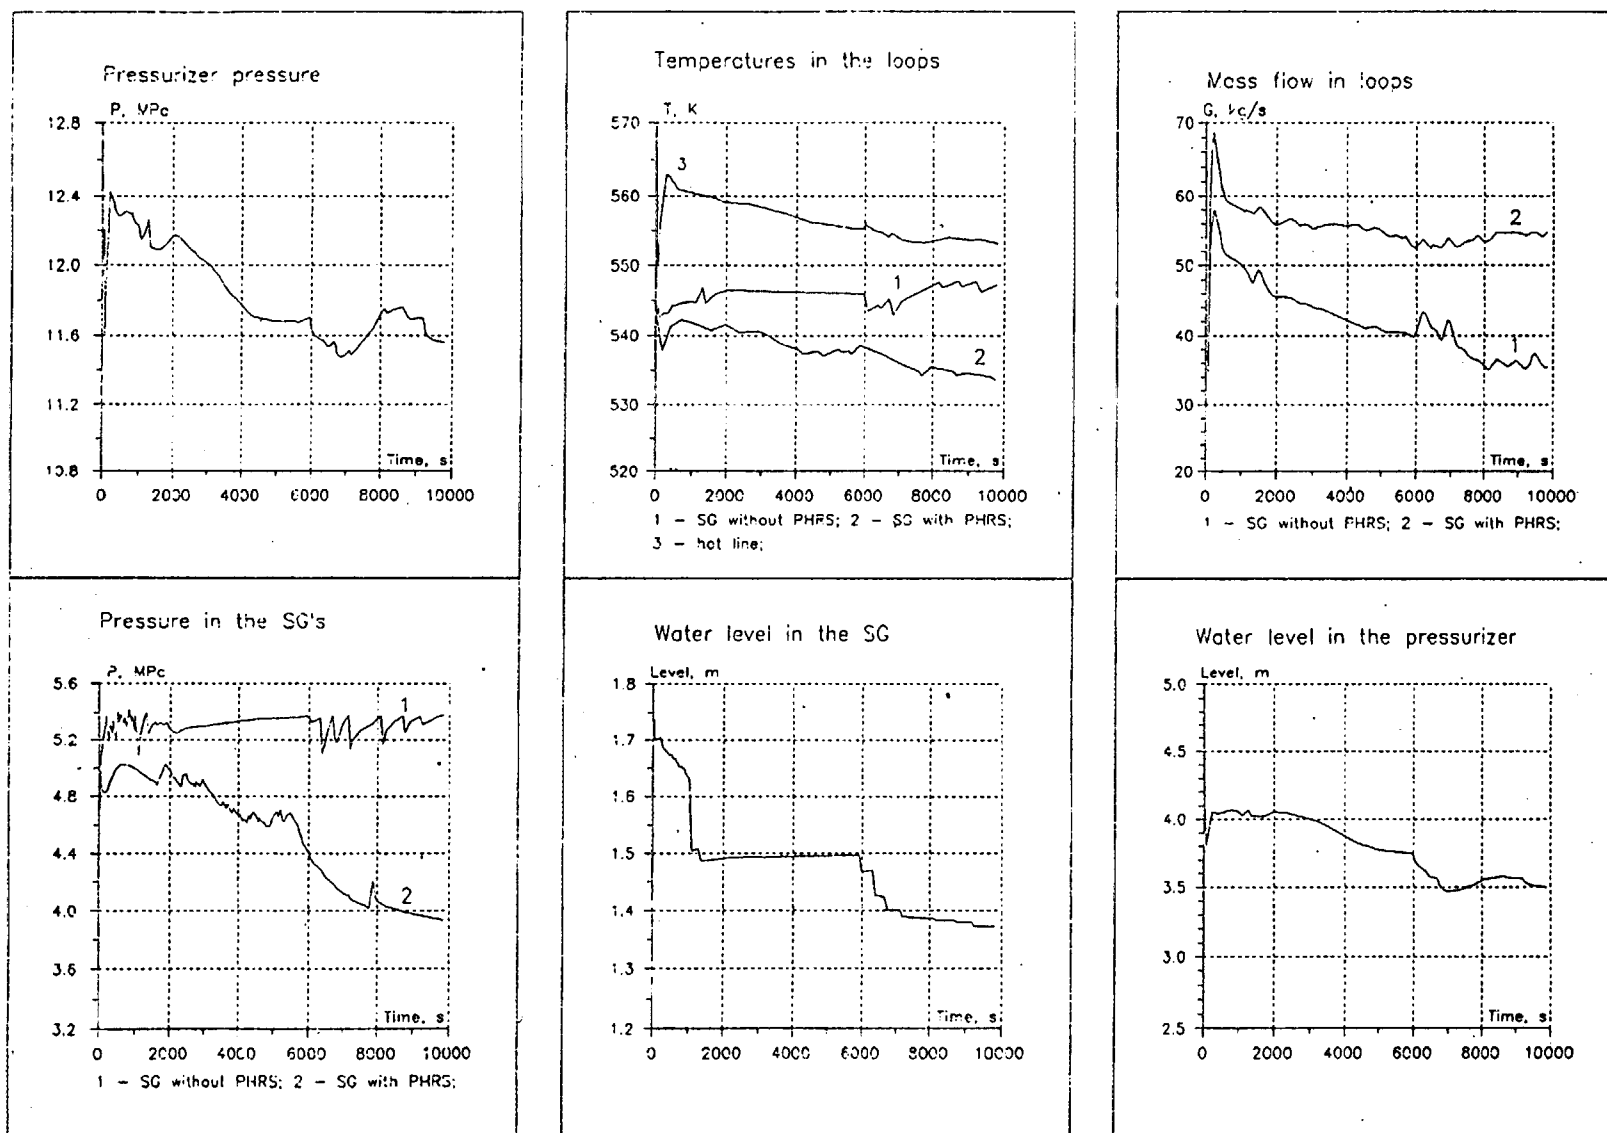 Pressurizer pressure
P, MPc
12.8
12.4
12.0
11.6
11.2
10.8
Time, s
0 2000 4000 6000 8000 10000
Temperatures in the loops
T, K
570
560
550
540
530
520
3
1
2
Time, s
0 2000 4000 6000 8000 10000
1 – SG without PHRS; 2 – SG with PHRS;
3 – hot line;
Mass flow in loops
G, kg/s
70
60
50
40
30
20
2
1
Time, s
0 2000 4000 6000 8000 10000
1 – SG without PHRS; 2 – SG with PHRS;
Pressure in the SG's
P, MPc
5.6
5.2
4.8
4.4
4.0
3.6
3.2
1
2
Time, s
0 2000 4000 6000 8000 10000
1 – SG without PHRS; 2 – SG with PHRS;
Water level in the SG
Level, m
1.8
1.7
1.6
1.5
1.4
1.3
1.2
Time, s
0 2000 4000 6000 8000 10000
Water level in the pressurizer
Level, m
5.0
4.5
4.0
3.5
3.0
2.5
Time, s
0 2000 4000 6000 8000 10000